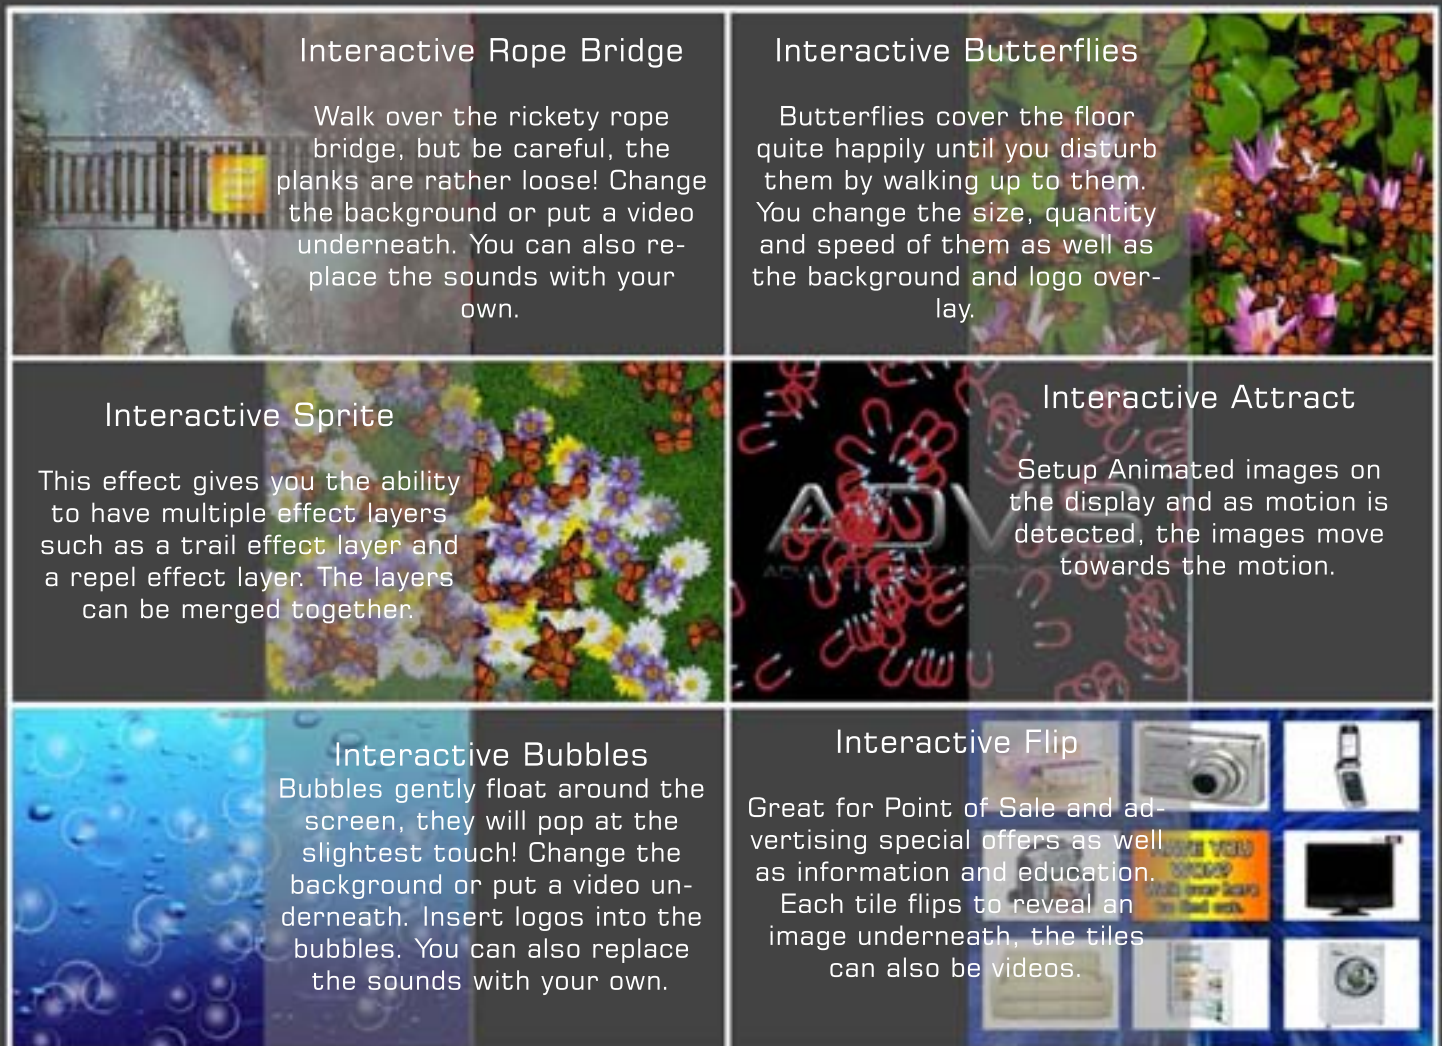 Interactive Rope Bridge
Walk over the rickety rope
bridge, but be careful, the
planks are rather loose! Change
the background or put a video
underneath. You can also re-
place the sounds with your
own.
Interactive Butterflies
Butterflies cover the floor
quite happily until you disturb
them by walking up to them.
You change the size, quantity
and speed of them as well as
the background and logo over-
lay.
Interactive Sprite
This effect gives you the ability
to have multiple effect layers
such as a trail effect layer and
a repel effect layer. The layers
can be merged together.
Interactive Attract
Setup Animated images on
the display and as motion is
detected, the images move
towards the motion.
Interactive Bubbles
Bubbles gently float around the
screen, they will pop at the
slightest touch! Change the
background or put a video un-
derneath. Insert logos into the
bubbles. You can also replace
the sounds with your own.
Interactive Flip
Great for Point of Sale and ad-
vertising special offers as well
as information and education.
Each tile flips to reveal an
image underneath, the tiles
can also be videos.
HAVE YOU
WON?